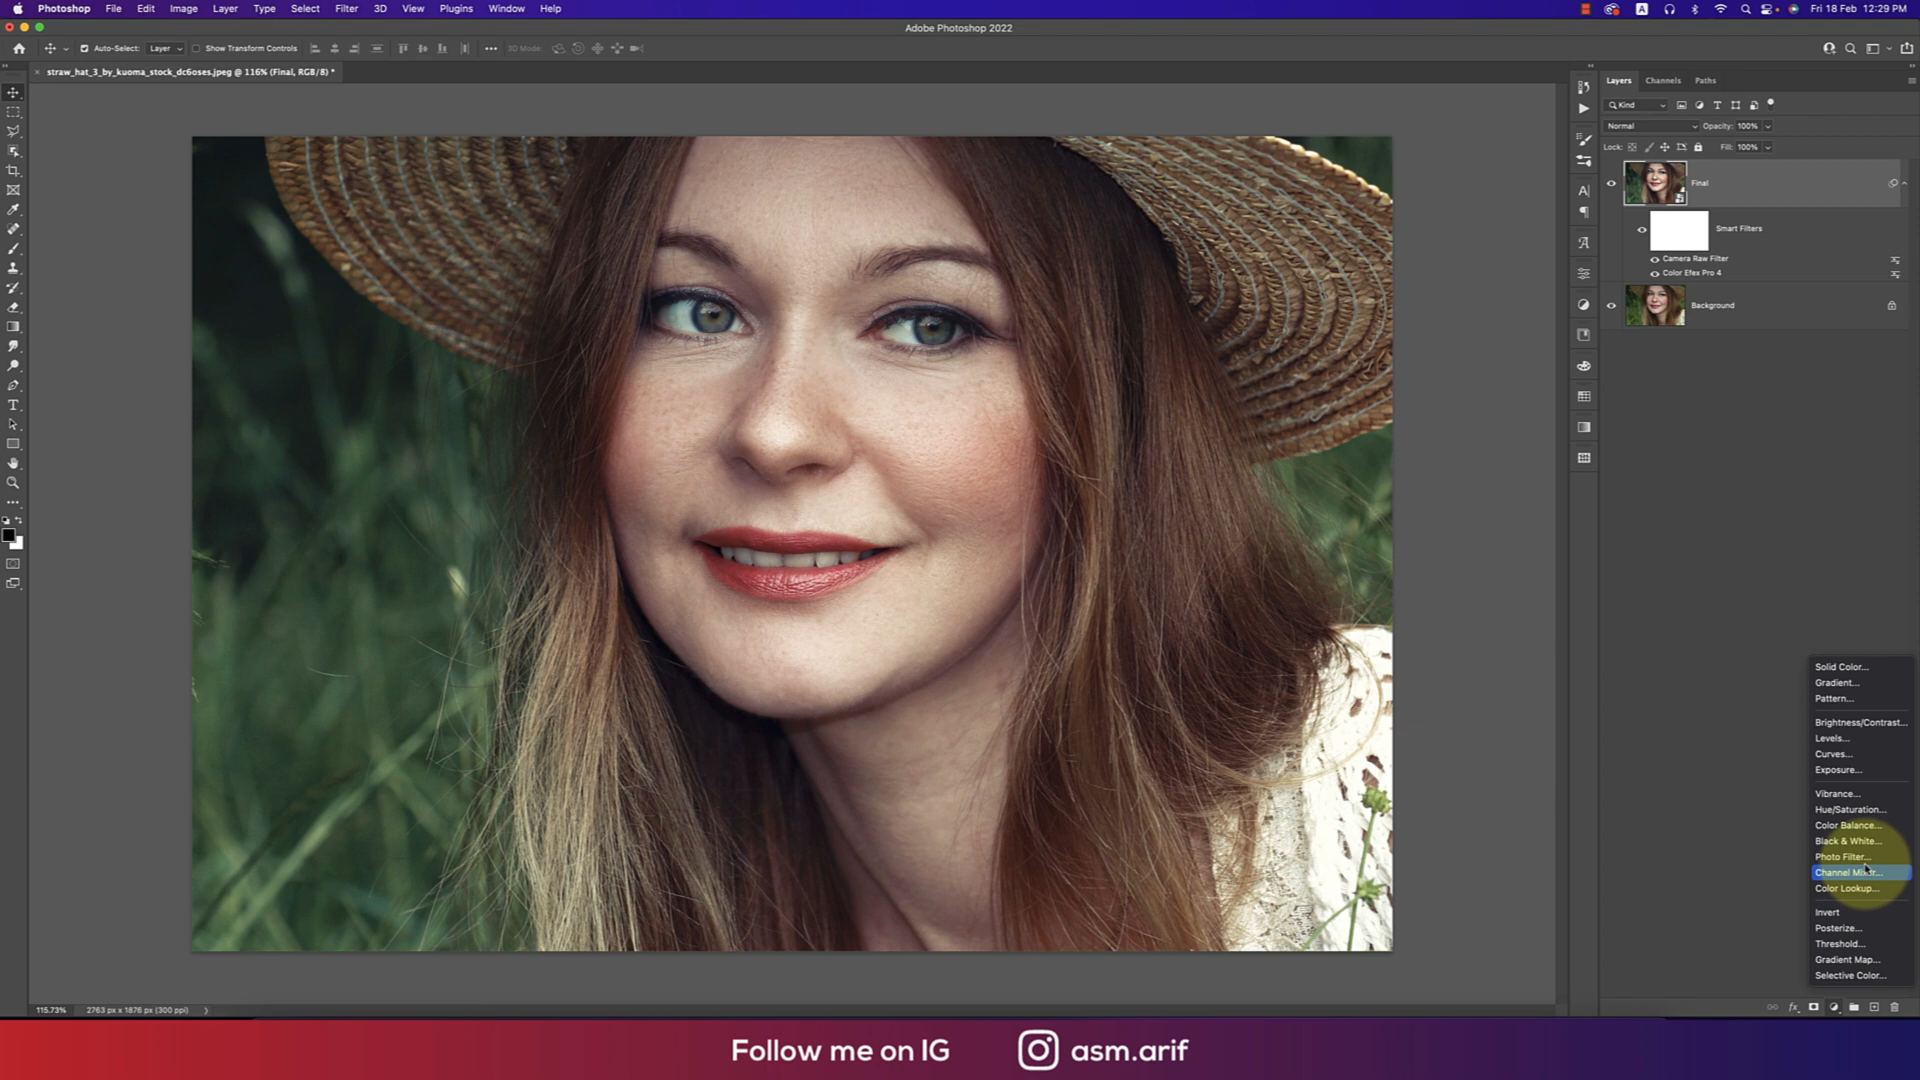 Photoshop File Edit Image Layer Type Select Filter 3D View Plugins Window Help
Fri 18 Feb 12:29 PM
Adobe Photoshop 2022
Auto-Select: Layer Show Transform Controls 3D Mode:
straw_hat_3_by_kuoma_stock_dc6oses.jpeg @ 116% (Final, RGB/8) *
Layers Channels Paths
Kind
Normal Opacity: 100%
Lock: Fill: 100%
Final
Smart Filters
Camera Raw Filter
Color Efex Pro 4
Background
Solid Color...
Gradient...
Pattern...
Brightness/Contrast...
Levels...
Curves...
Exposure...
Vibrance...
Hue/Saturation...
Color Balance...
Black & White...
Photo Filter...
Channel Mixer...
Color Lookup...
Invert
Posterize...
Threshold...
Gradient Map...
Selective Color...
115.73% 2763 px x 1876 px (300 ppi)
Follow me on IG asm.arif